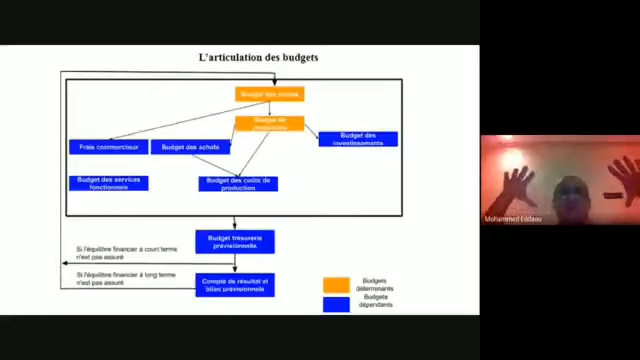 L'articulation des budgets
Budget des ventes
Budget de
production
Frais commerciaux
Budget des achats
Budget des
investissements
Budget des services
fonctionnels
Budget des coûts de
production
Budget trésorerie
prévisionnelle
Si l'équilibre financier à court terme
n'est pas assuré
Si l'équilibre financier à long terme
n'est pas assuré
Compte de résultat et
bilan prévisionnels
Budgets
déterminants
Budgets
dépendants
Mohammed Eddaou